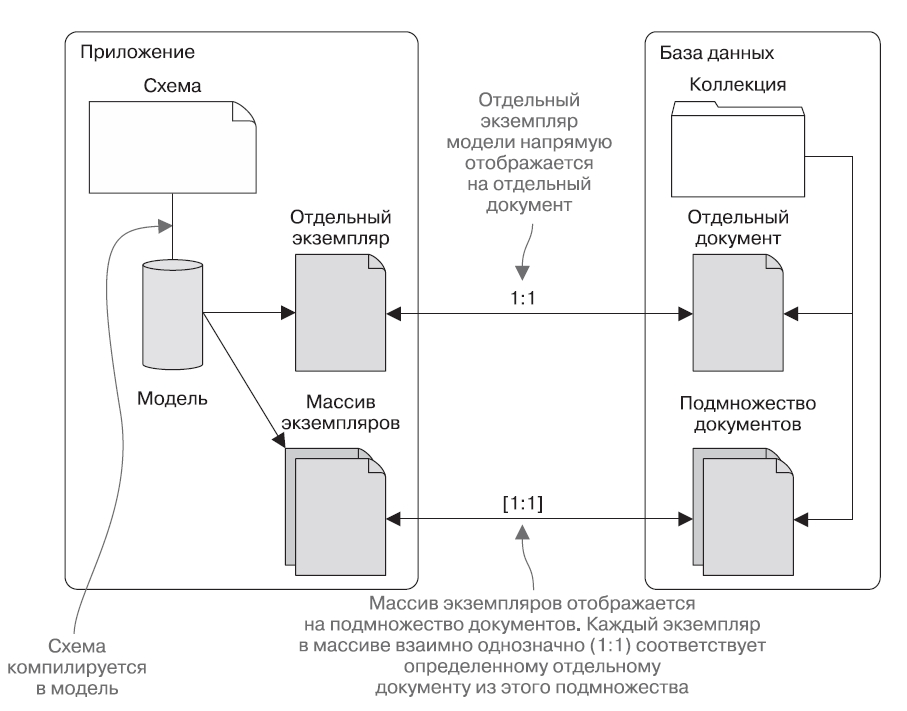 Приложение
Схема
Отдельный
экземпляр
Модель
Массив
экземпляров
Отдельный
экземпляр
модели напрямую
отображается
на отдельный
документ
1:1
[1:1]
База данных
Коллекция
Отдельный
документ
Подмножество
документов
Схема
компилируется
в модель
Массив экземпляров отображается
на подмножество документов. Каждый экземпляр
в массиве взаимно однозначно (1:1) соответствует
определенному отдельному
документу из этого подмножества